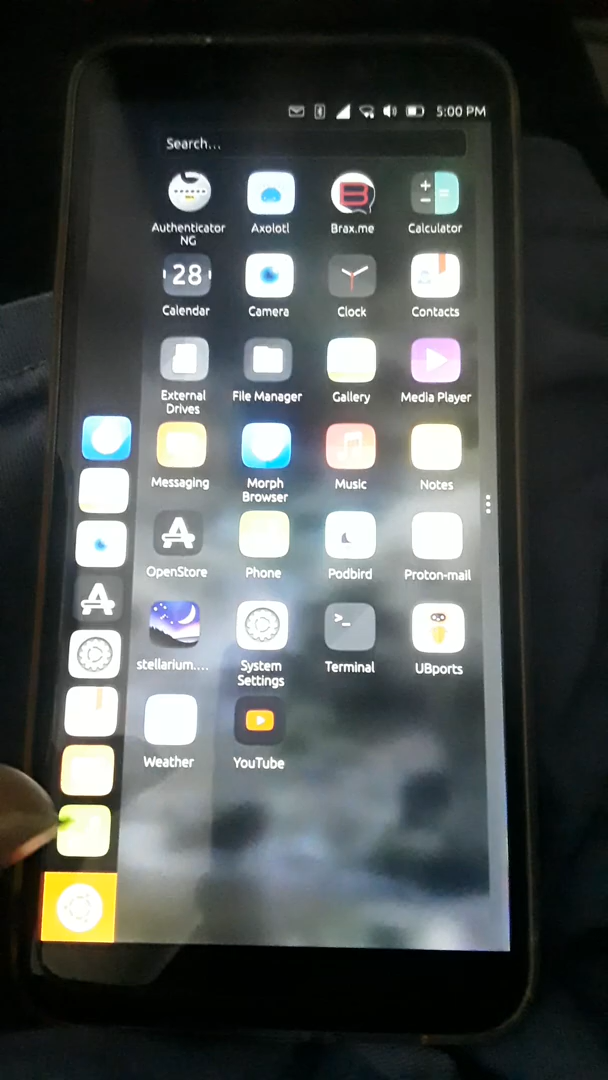 5:00 PM
Search...
Authenticator NG
Axolotl
Brax.me
Calculator
28
Calendar
Camera
Clock
Contacts
External Drives
File Manager
Gallery
Media Player
Messaging
Morph Browser
Music
Notes
OpenStore
Phone
Podbird
Proton-mail
stellarium....
System Settings
>_
Terminal
UBports
Weather
YouTube